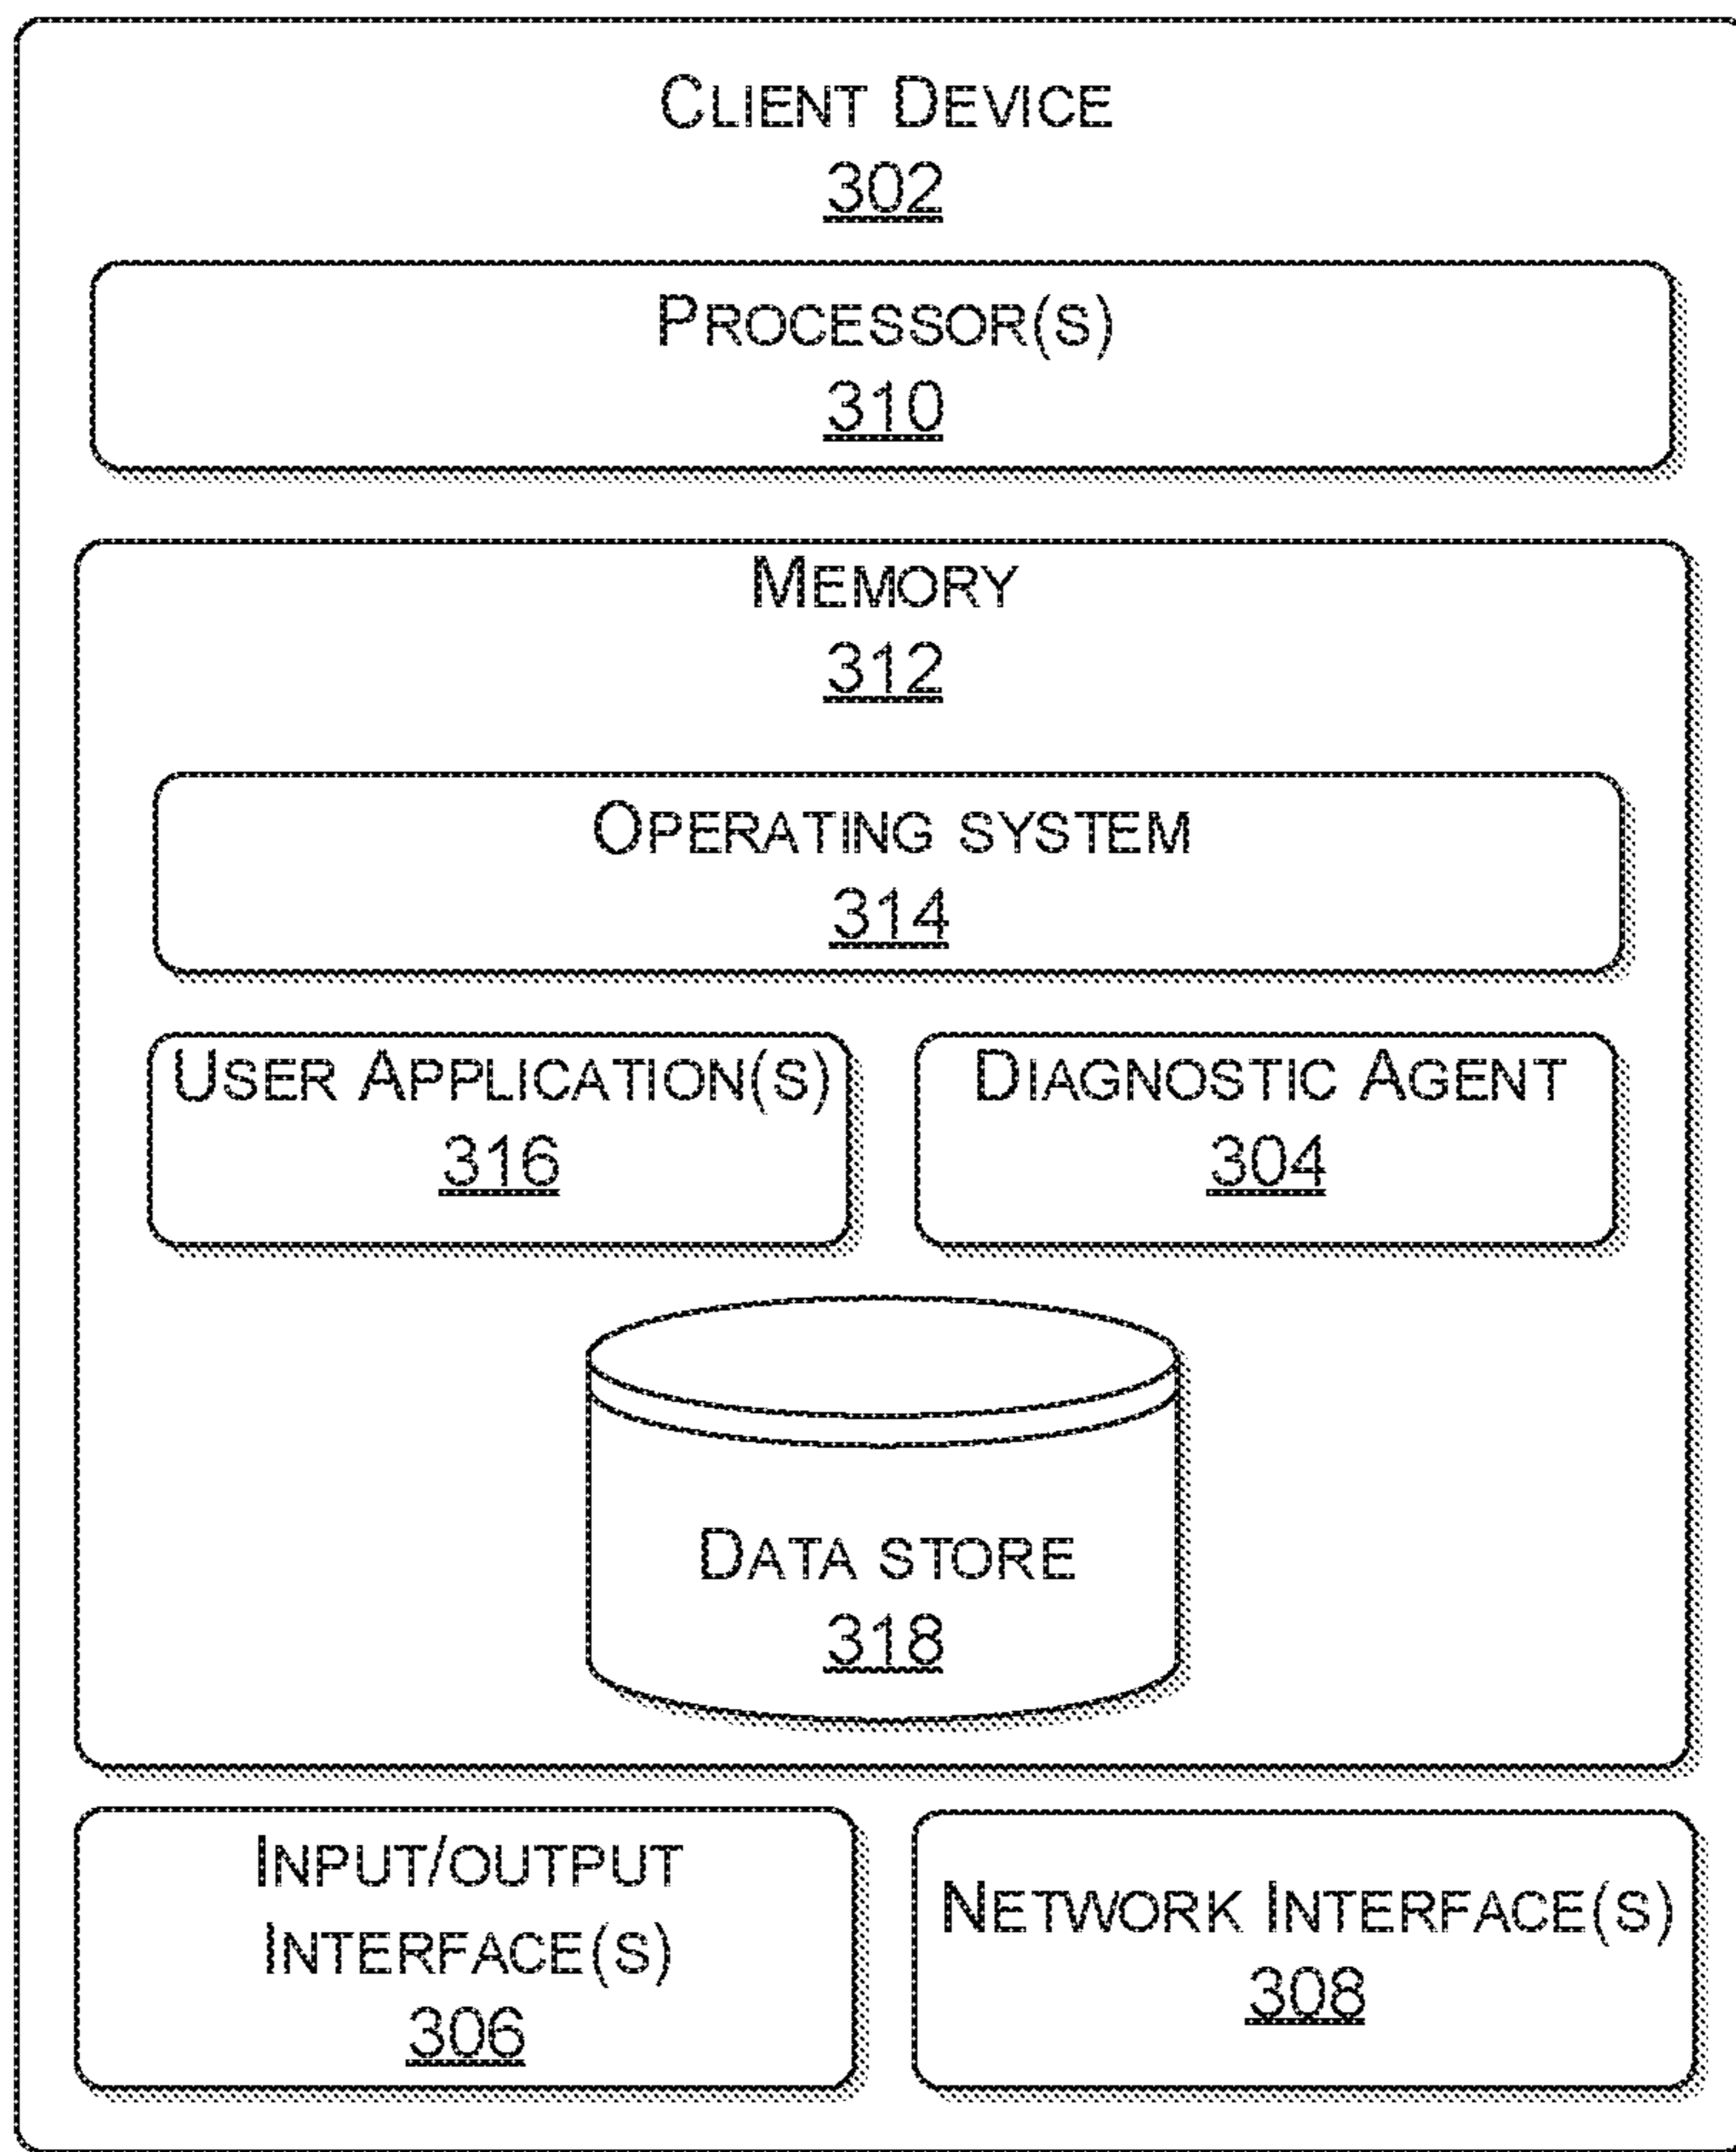 CLIENT DEVICE
302
PROCESSOR(S)
310
MEMORY
312
OPERATING SYSTEM
314
USER APPLICATION(S)
316
DIAGNOSTIC AGENT
304
DATA STORE
318
INPUT/OUTPUT
INTERFACE(S)
306
NETWORK INTERFACE(S)
308